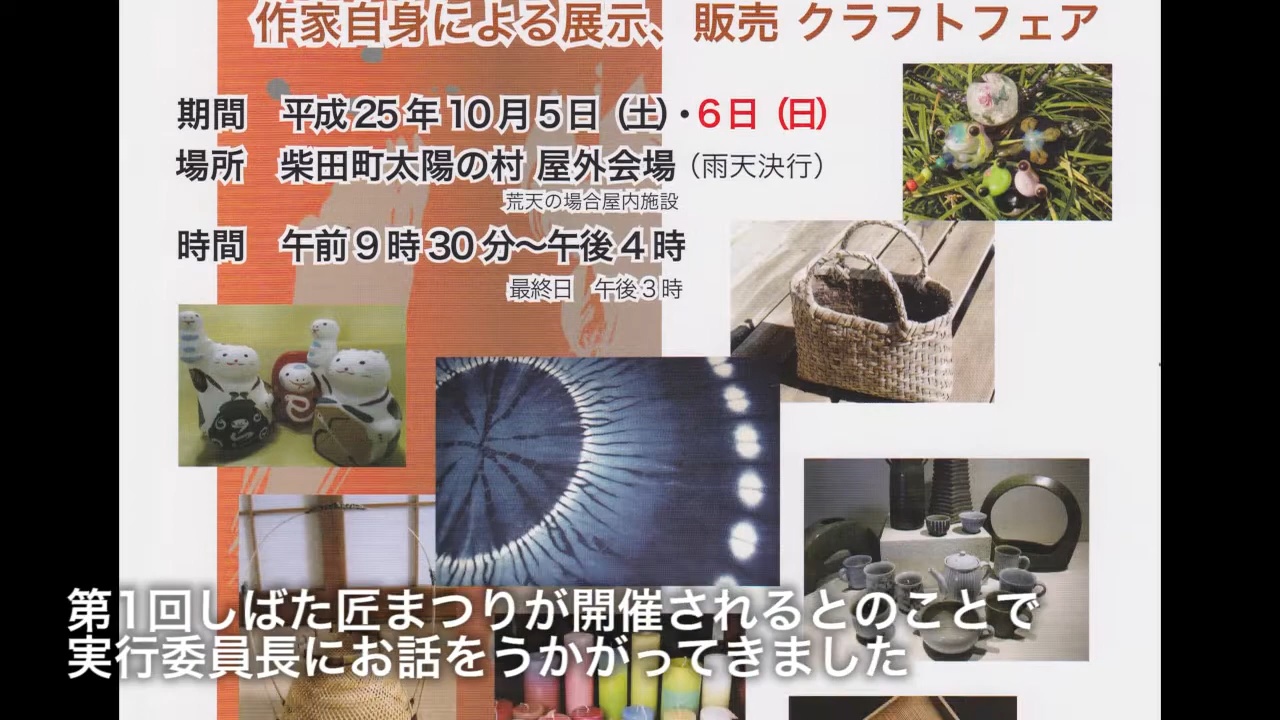 作家自身による展示、販売 クラフトフェア
期間 平成25年10月5日（土）・6日（日）
場所 柴田町太陽の村 屋外会場（雨天決行）
荒天の場合屋内施設
時間 午前9時30分～午後4時
最終日 午後3時
第1回しばた匠まつりが開催されるとのことで
実行委員長にお話をうかがってきました